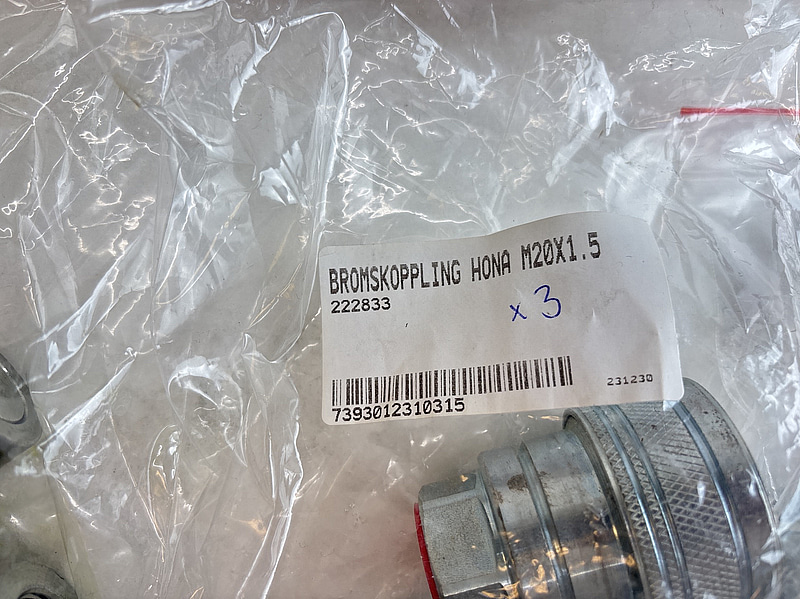 BROMSKOPPLING HONA M20X1.5
222833
x 3
231230
7393012310315